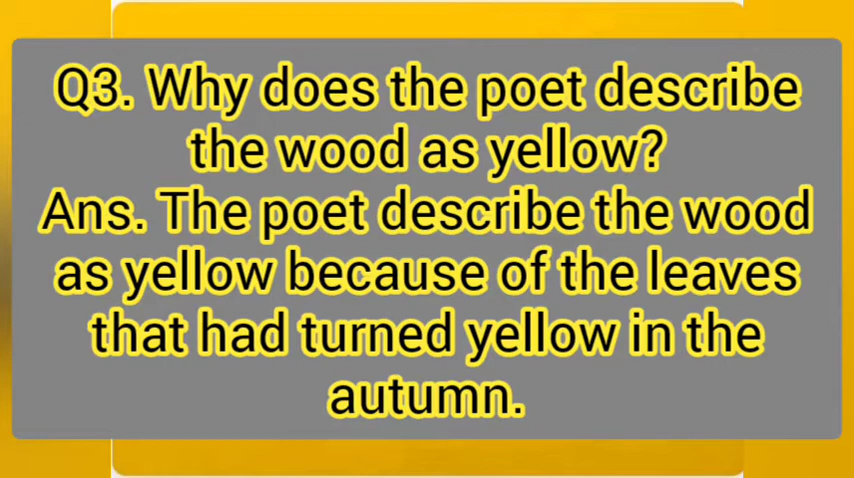 Q3. Why does the poet describe
the wood as yellow?
Ans. The poet describe the wood
as yellow because of the leaves
that had turned yellow in the
autumn.